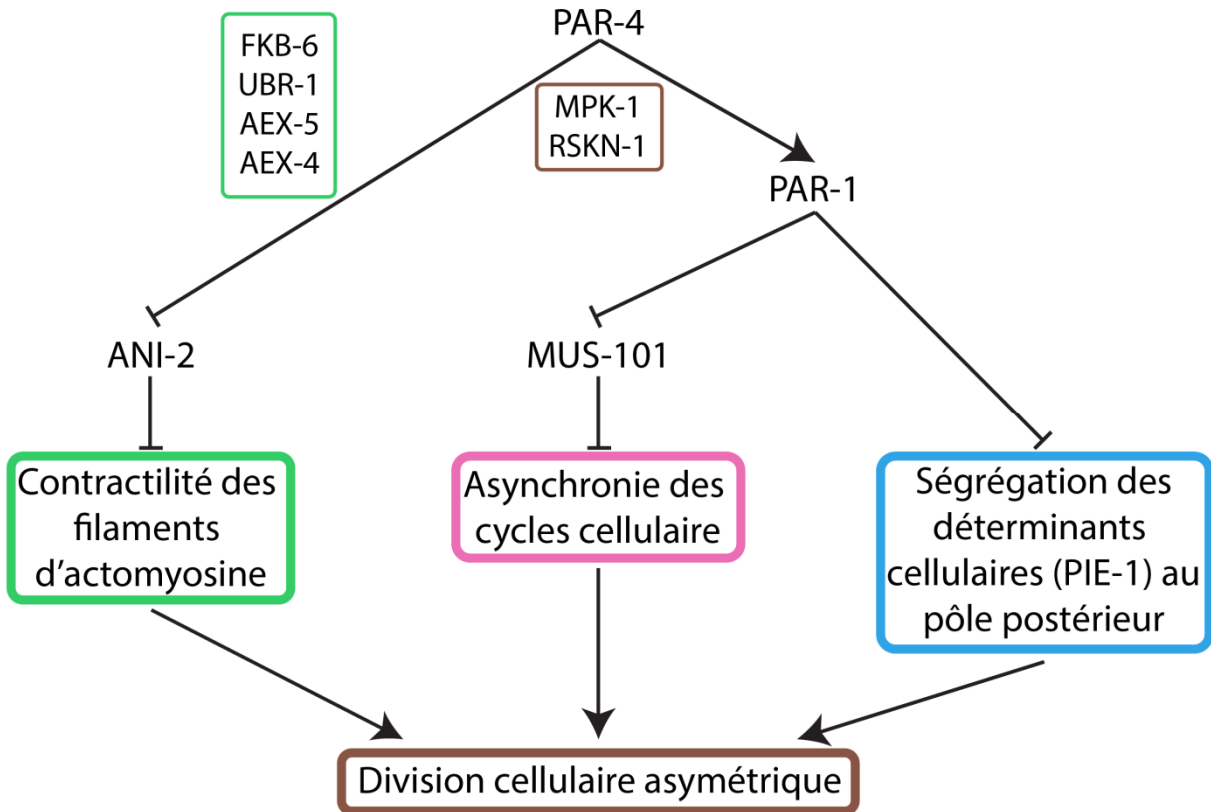 PAR-4
FKB-6
UBR-1
AEX-5
AEX-4
MPK-1
RSKN-1
PAR-1
ANI-2
MUS-101
Contractilité des
filaments
d'actomyosine
Asynchronie des
cycles cellulaire
Ségrégation des
déterminants
cellulaires (PIE-1) au
pôle postérieur
Division cellulaire asymétrique